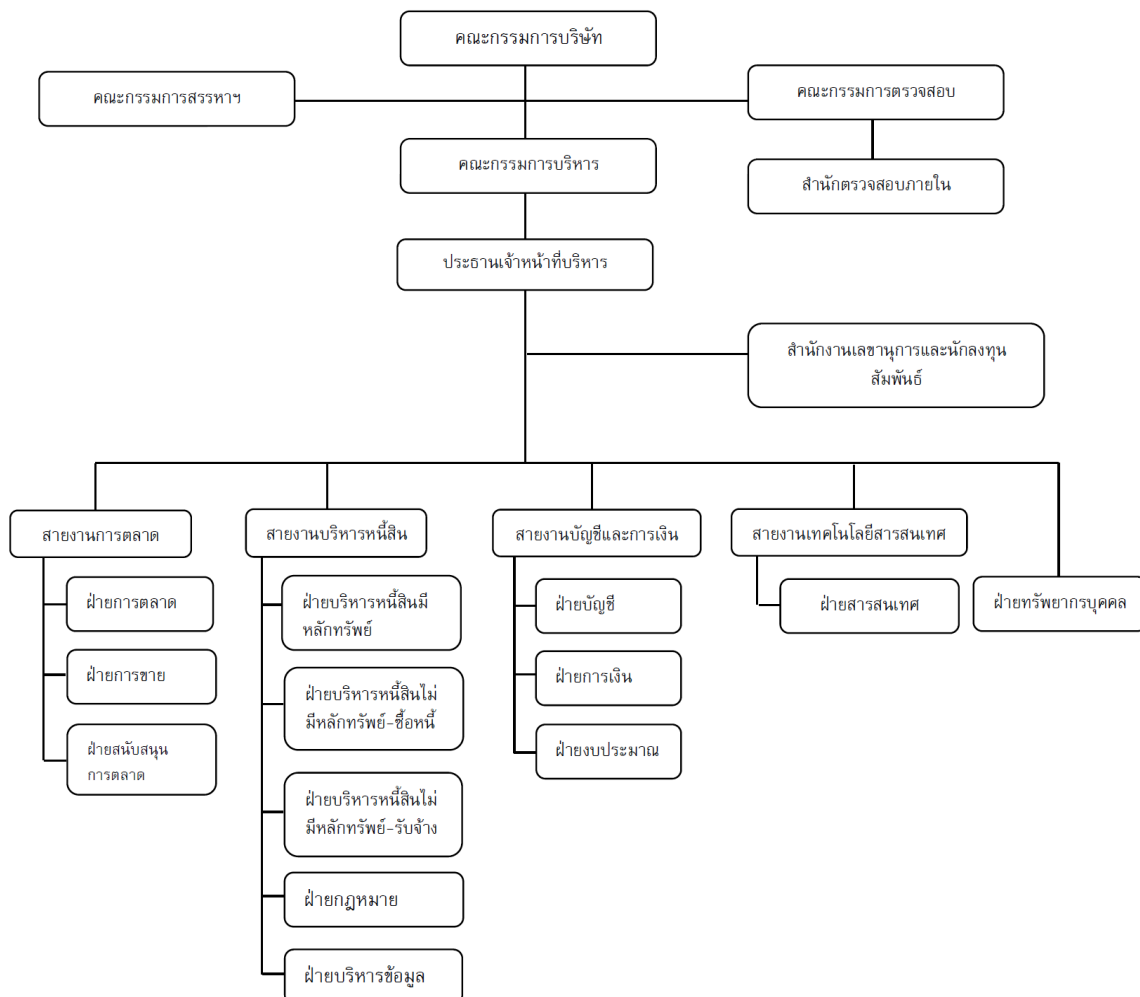 คณะกรรมการบริษัท
คณะกรรมการสรรหาฯ
คณะกรรมการตรวจสอบ
คณะกรรมการบริหาร
สำนักตรวจสอบภายใน
ประธานเจ้าหน้าที่บริหาร
สำนักงานเลขานุการและนักลงทุน
สัมพันธ์
สายงานการตลาด
ฝ่ายการตลาด
ฝ่ายการขาย
ฝ่ายสนับสนุน
การตลาด
สายงานบริหารหนี้สิน
ฝ่ายบริหารหนี้สินมี
หลักทรัพย์
ฝ่ายบริหารหนี้สินไม่
มีหลักทรัพย์-ซื้อหนี้
ฝ่ายบริหารหนี้สินไม่
มีหลักทรัพย์-รับจ้าง
ฝ่ายกฎหมาย
ฝ่ายบริหารข้อมูล
สายงานบัญชีและการเงิน
ฝ่ายบัญชี
ฝ่ายการเงิน
ฝ่ายงบประมาณ
สายงานเทคโนโลยีสารสนเทศ
ฝ่ายสารสนเทศ
ฝ่ายทรัพยากรบุคคล